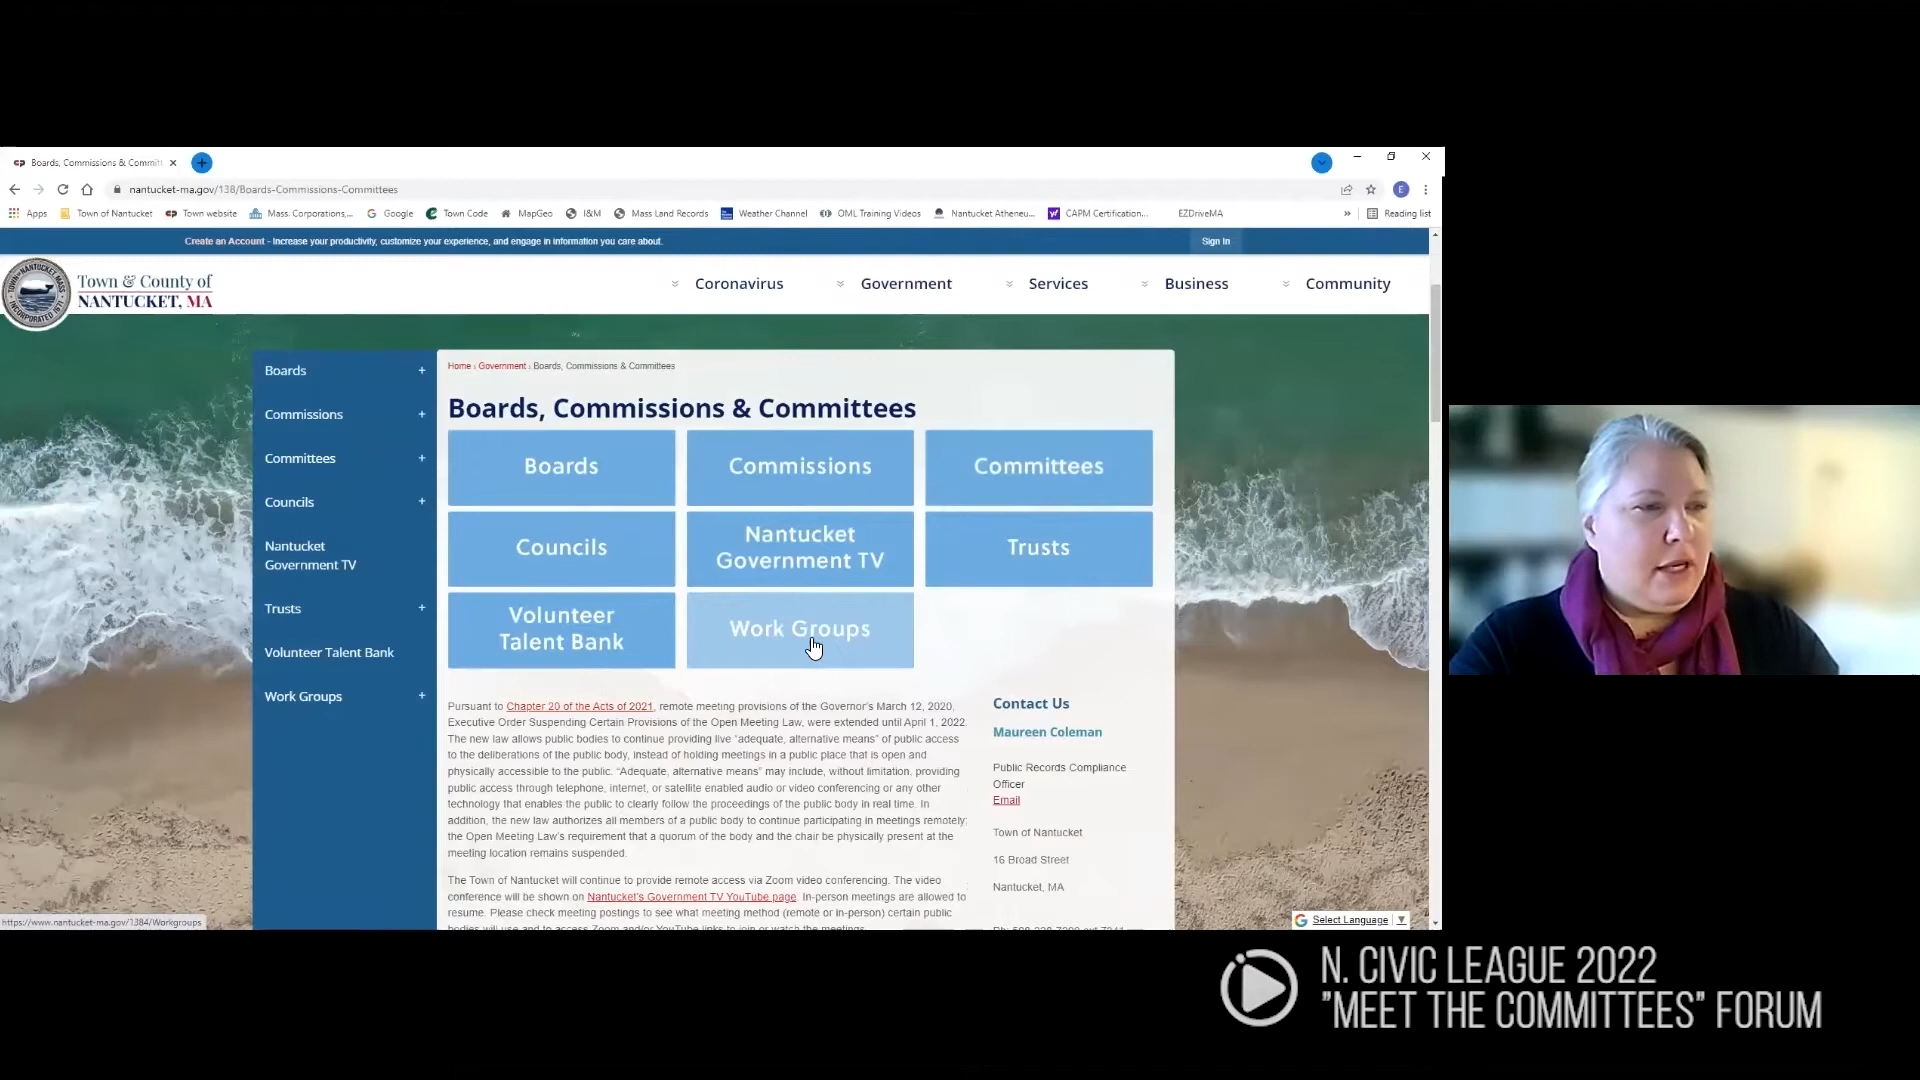 Boards, Commissions & Committ
nantucket-ma.gov/138/Boards-Commissions-Committees
E
Apps Town of Nantucket Town website Mass. Corporations,... Google Town Code MapGeo I&M Mass Land Records Weather Channel OML Training Videos Nantucket Atheneu... CAPM Certification... EZDriveMA » Reading list
Create an Account - Increase your productivity, customize your experience, and engage in information you care about. Sign In
Town & County of
NANTUCKET, MA
Coronavirus Government Services Business Community
Boards +
Commissions +
Committees +
Councils +
Nantucket
Government TV
Trusts +
Volunteer Talent Bank
Work Groups +
Home › Government › Boards, Commissions & Committees
Boards, Commissions & Committees
Boards Commissions Committees
Councils Nantucket
Government TV Trusts
Volunteer
Talent Bank Work Groups
Pursuant to Chapter 20 of the Acts of 2021, remote meeting provisions of the Governor's March 12, 2020,
Executive Order Suspending Certain Provisions of the Open Meeting Law, were extended until April 1, 2022.
The new law allows public bodies to continue providing live "adequate, alternative means" of public access
to the deliberations of the public body, instead of holding meetings in a public place that is open and
physically accessible to the public. "Adequate, alternative means" may include, without limitation, providing
public access through telephone, internet, or satellite enabled audio or video conferencing or any other
technology that enables the public to clearly follow the proceedings of the public body in real time. In
addition, the new law authorizes all members of a public body to continue participating in meetings remotely;
the Open Meeting Law's requirement that a quorum of the body and the chair be physically present at the
meeting location remains suspended.
The Town of Nantucket will continue to provide remote access via Zoom video conferencing. The video
conference will be shown on Nantucket's Government TV YouTube page. In-person meetings are allowed to
resume. Please check meeting postings to see what meeting method (remote or in-person) certain public
bodies will use and to access Zoom and/or YouTube links to join or watch the meetings.
Contact Us
Maureen Coleman
Public Records Compliance
Officer
Email
Town of Nantucket
16 Broad Street
Nantucket, MA
https://www.nantucket-ma.gov/1384/Workgroups
Select Language ▼
N. CIVIC LEAGUE 2022
"MEET THE COMMITTEES" FORUM